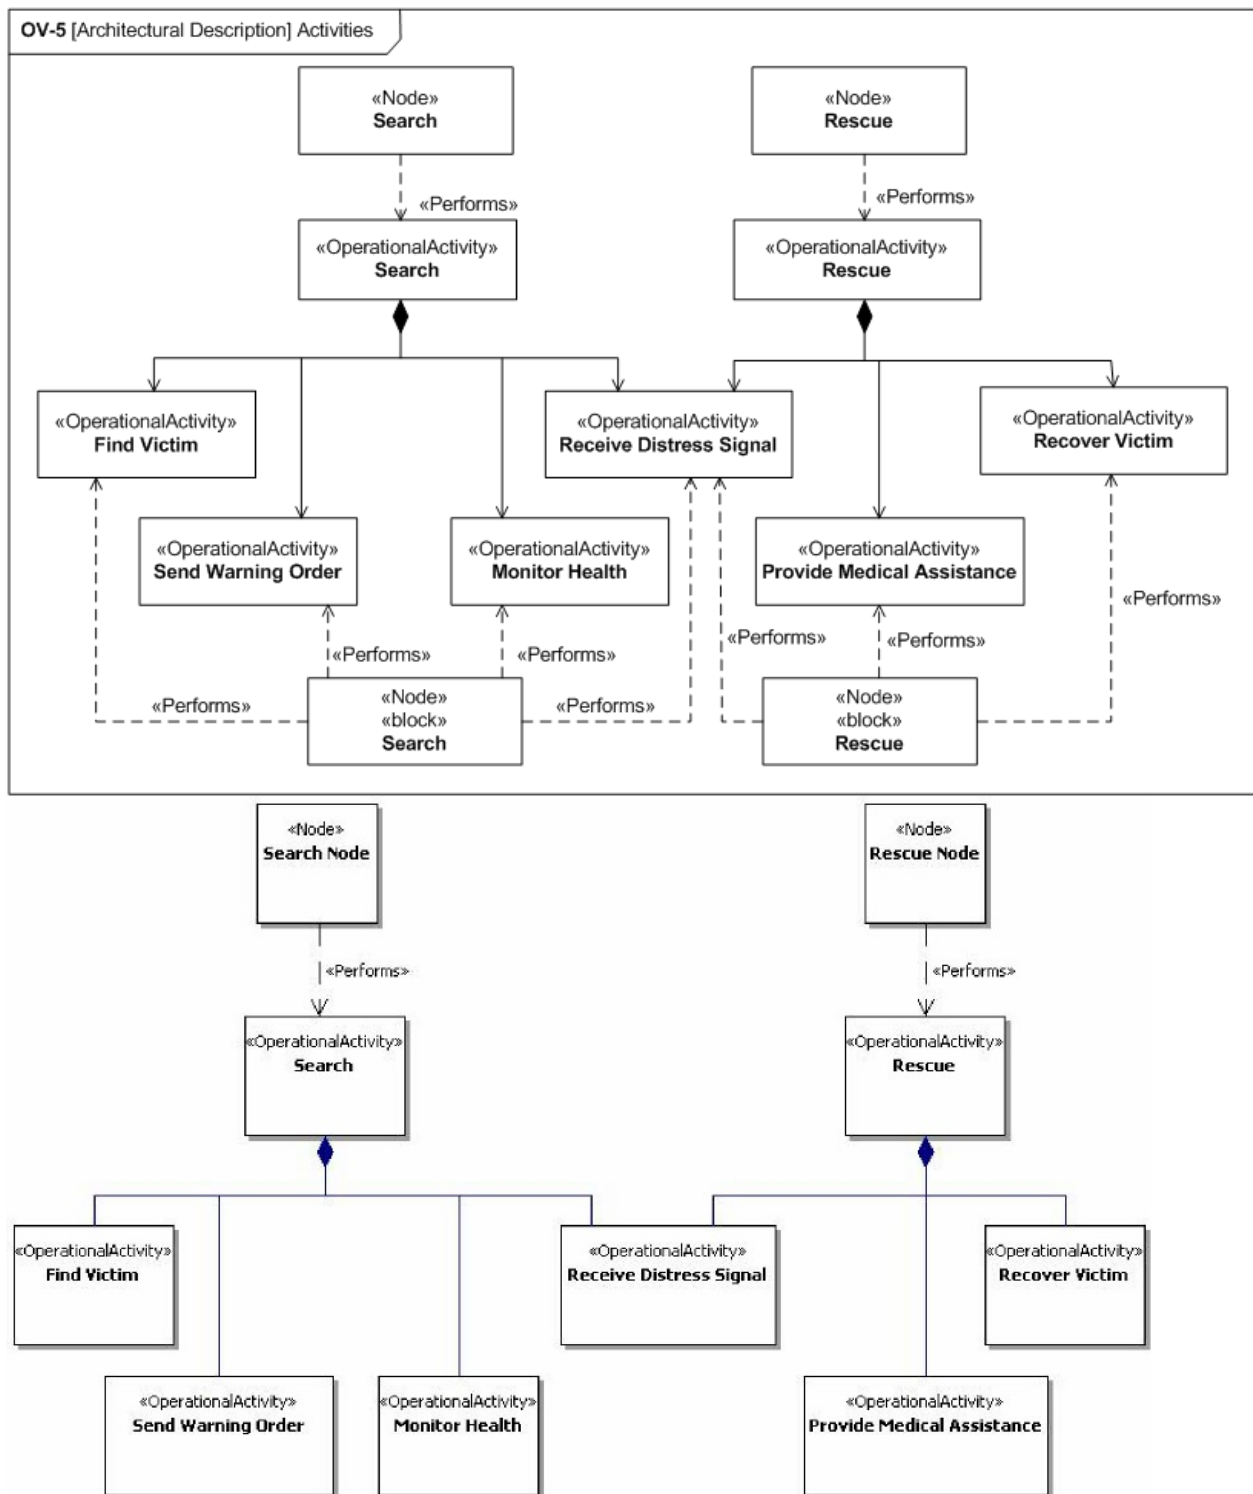 OV-5 [Architectural Description] Activities
«Node»
Search
«Node»
Rescue
«Performs»
«Performs»
«OperationalActivity»
Search
«OperationalActivity»
Rescue
«OperationalActivity»
Find Victim
«OperationalActivity»
Receive Distress Signal
«OperationalActivity»
Recover Victim
«OperationalActivity»
Send Warning Order
«OperationalActivity»
Monitor Health
«OperationalActivity»
Provide Medical Assistance
«Performs»
«Performs»
«Performs»
«Performs»
«Performs»
«Performs»
«Performs»
«Node»
«block»
Search
«Node»
«block»
Rescue
«Node»
Search Node
«Node»
Rescue Node
«Performs»
«Performs»
«OperationalActivity»
Search
«OperationalActivity»
Rescue
«OperationalActivity»
Find Victim
«OperationalActivity»
Receive Distress Signal
«OperationalActivity»
Recover Victim
«OperationalActivity»
Send Warning Order
«OperationalActivity»
Monitor Health
«OperationalActivity»
Provide Medical Assistance